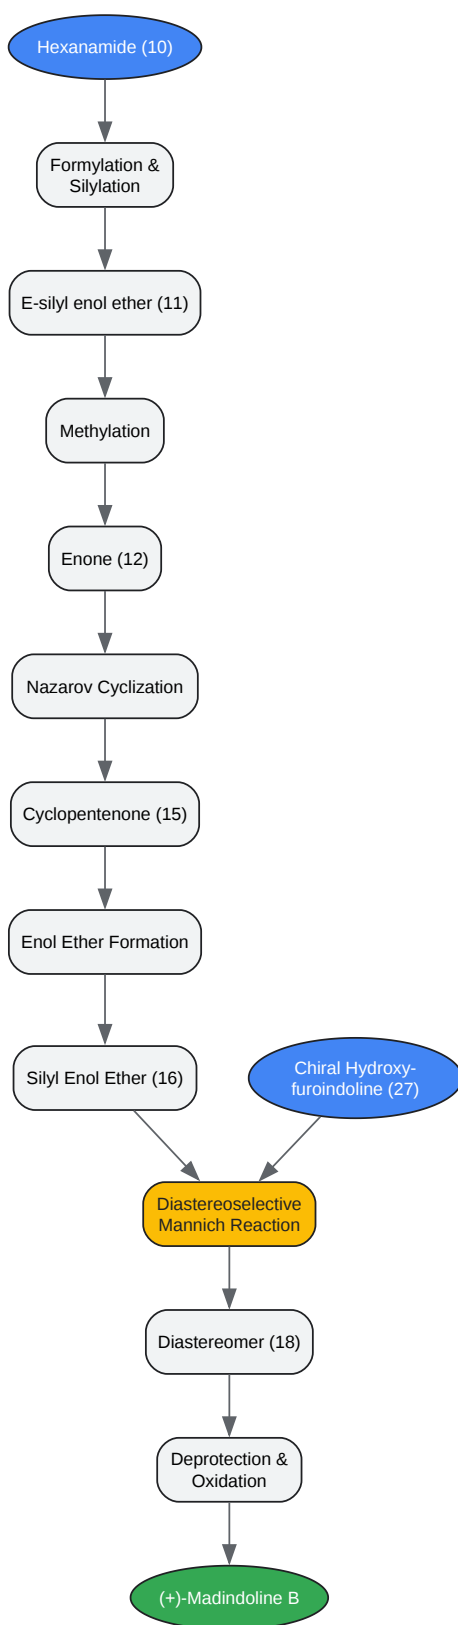 Hexanamide (10)
Formylation &
Silylation
E-silyl enol ether (11)
Methylation
Enone (12)
Nazarov Cyclization
Cyclopentenone (15)
Enol Ether Formation
Silyl Enol Ether (16)
Chiral Hydroxy-
furoindoline (27)
Diastereoselective
Mannich Reaction
Diastereomer (18)
Deprotection &
Oxidation
(+)-Madindoline B